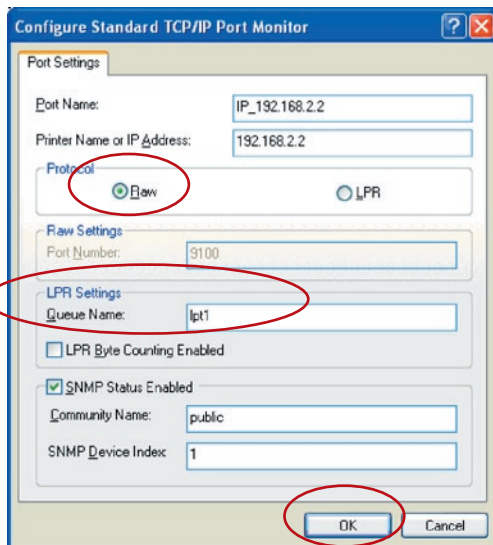 Configure Standard TCP/IP Port Monitor
Port Settings
Port Name: IP_192.168.2.2
Printer Name or IP Address: 192.168.2.2
Protocol
Raw LPR
Raw Settings
Port Number: 9100
LPR Settings
Queue Name: lpt1
LPR Byte Counting Enabled
SNMP Status Enabled
Community Name: public
SNMP Device Index: 1
OK Cancel